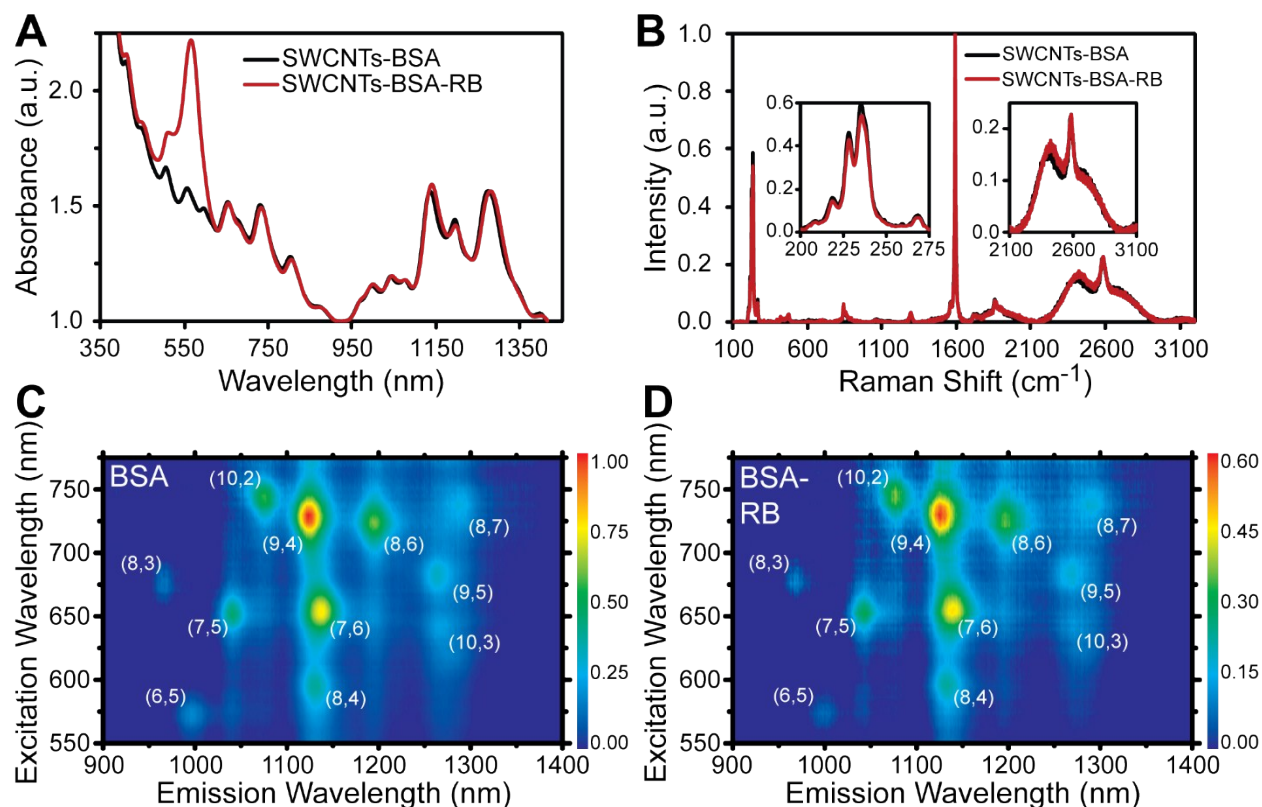 A
Absorbance (a.u.)
2.0
1.5
1.0
SWCNTs-BSA
SWCNTs-BSA-RB
350 550 750 950 1150 1350
Wavelength (nm)
B
Intensity (a.u.)
1.0
0.8
0.6
0.4
0.2
0.0
SWCNTs-BSA
SWCNTs-BSA-RB
0.6
0.4
0.2
0.0
200 225 250 275
0.2
0.1
0
2100 2600 3100
100 600 1100 1600 2100 2600 3100
Raman Shift (cm-1)
C
Excitation Wavelength (nm)
750
700
650
600
550
BSA
(10,2)
(9,4)
(8,6)
(8,7)
(8,3)
(9,5)
(7,5)
(7,6)
(10,3)
(6,5)
(8,4)
900 1000 1100 1200 1300 1400
Emission Wavelength (nm)
1.00
0.75
0.50
0.25
0.00
D
Excitation Wavelength (nm)
750
700
650
600
550
BSA-
RB
(10,2)
(9,4)
(8,6)
(8,7)
(8,3)
(9,5)
(7,5)
(7,6)
(10,3)
(6,5)
(8,4)
900 1000 1100 1200 1300 1400
Emission Wavelength (nm)
0.60
0.45
0.30
0.15
0.00